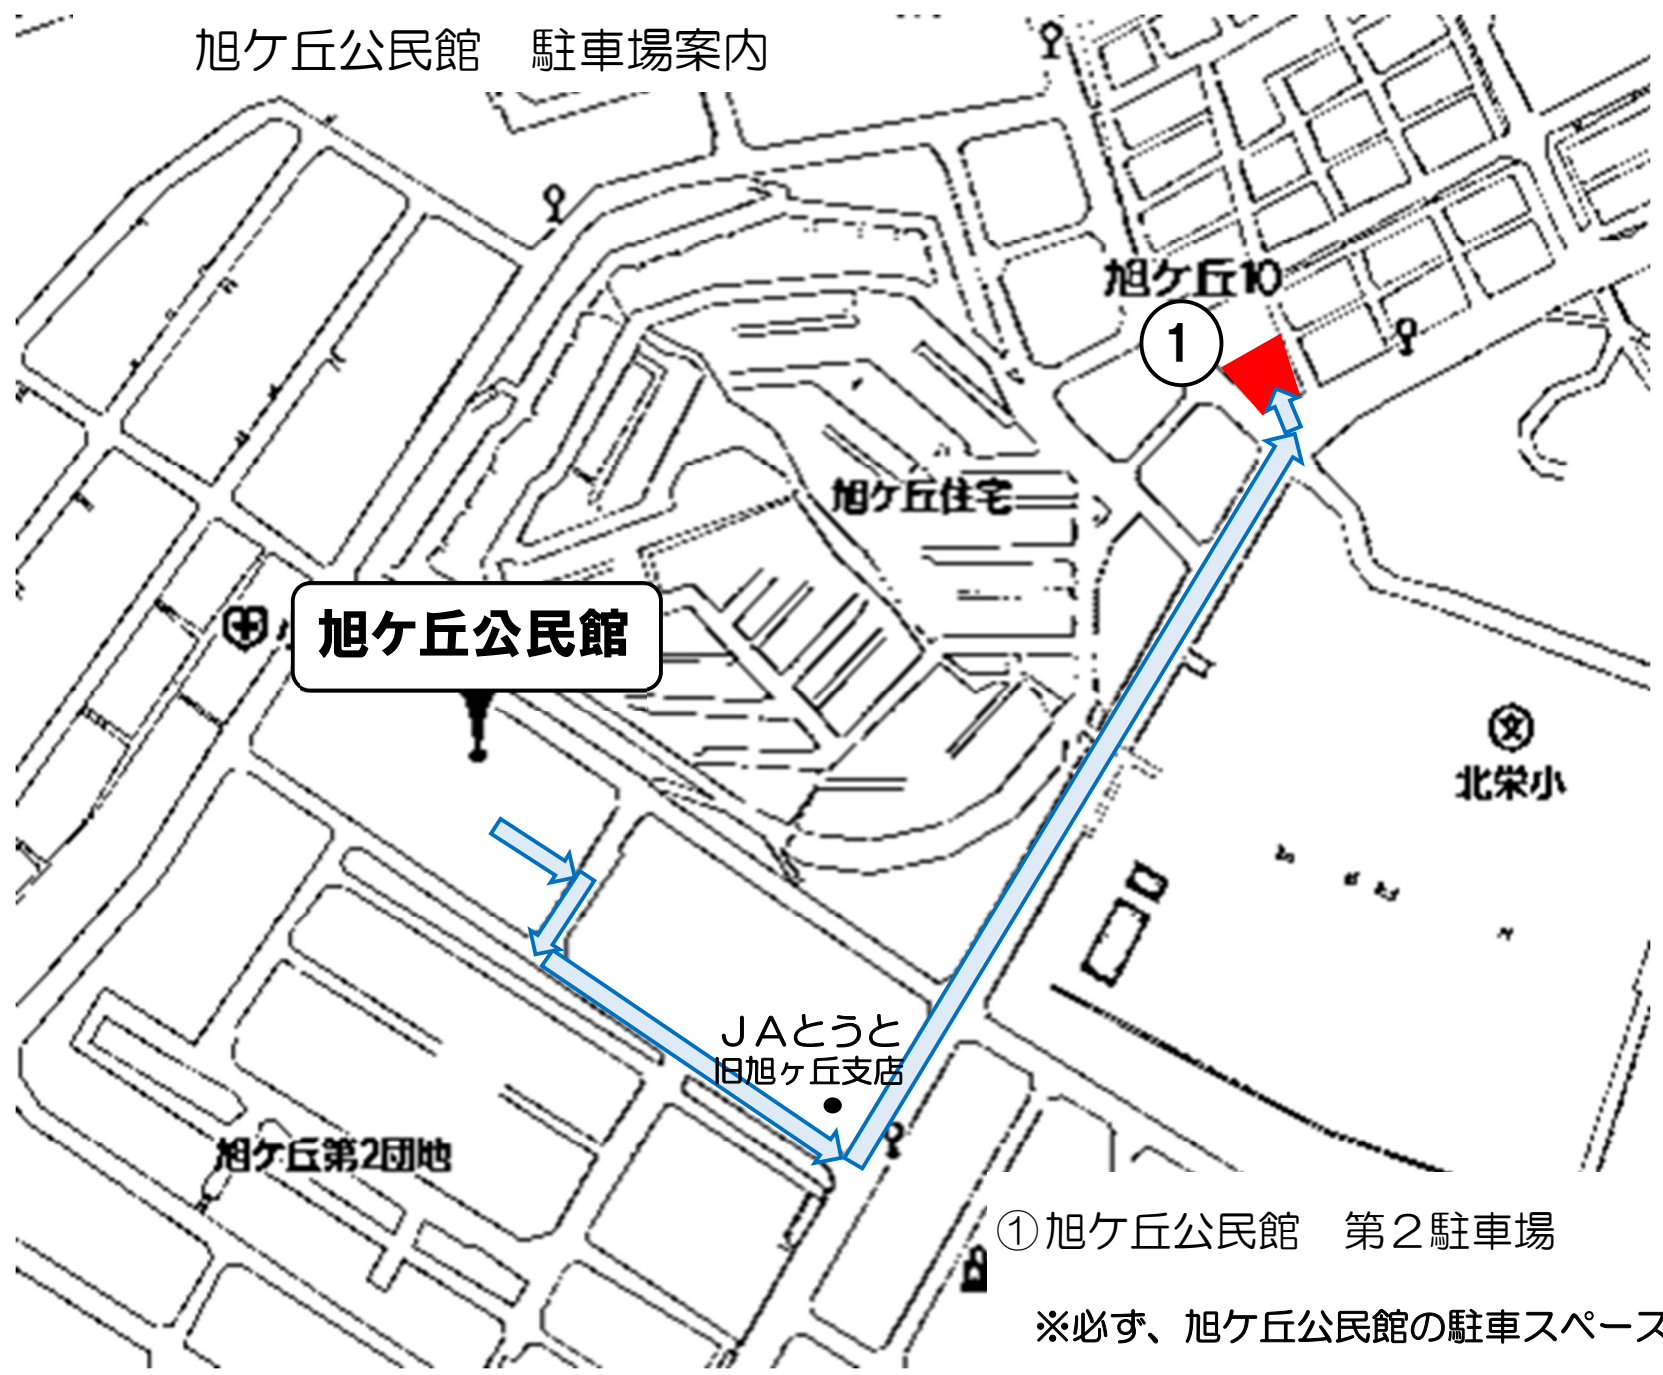 旭ケ丘公民館　駐車場案内
旭ケ丘10
1
旭ケ丘住宅
旭ケ丘公民館
文
北栄小
ＪＡとうと
旧旭ヶ丘支店
旭ケ丘第2団地
①旭ケ丘公民館　第２駐車場
※必ず、旭ケ丘公民館の駐車スペース